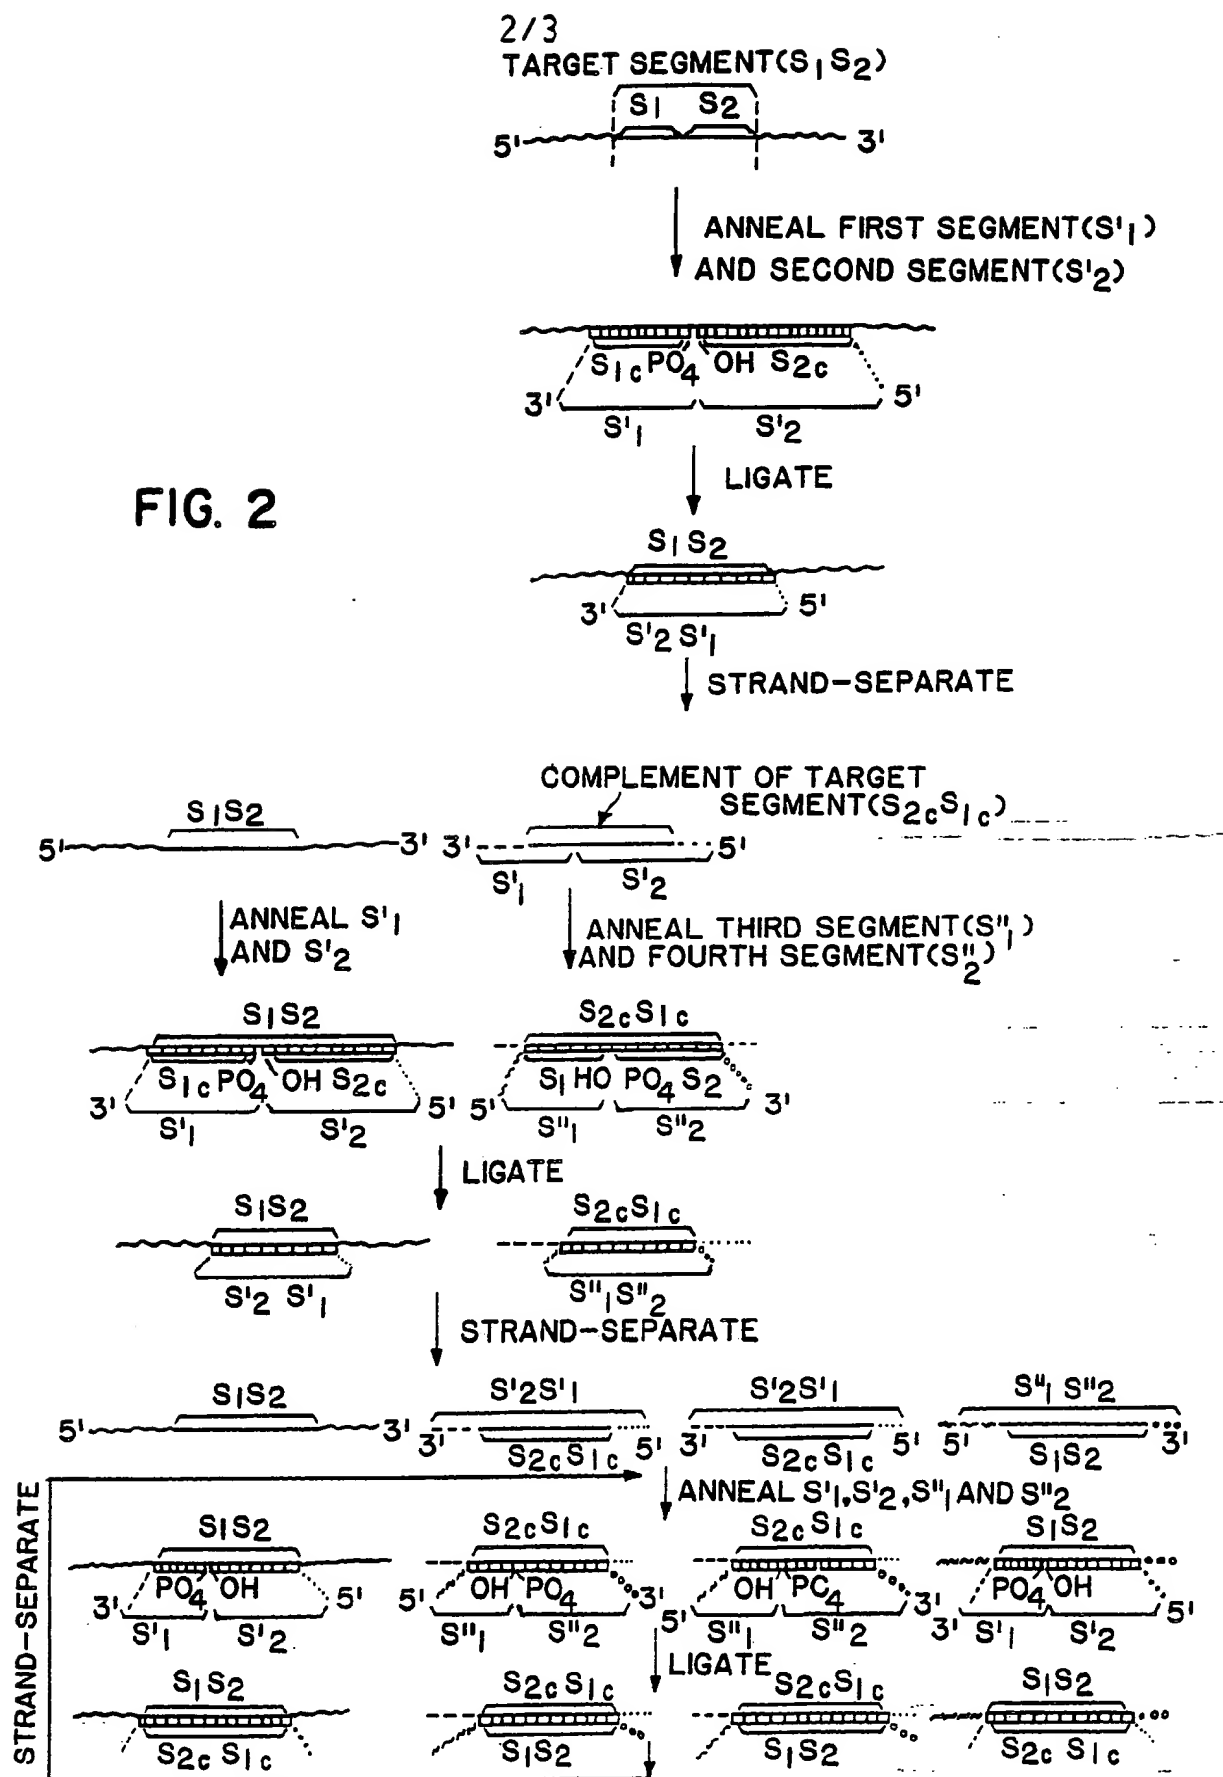 2/3
TARGET SEGMENT(S1S2)
S1 S2
5' 3'
ANNEAL FIRST SEGMENT(S'1)
AND SECOND SEGMENT(S'2)
S1c PO4 OH S2c
3' 5'
S'1 S'2
LIGATE
FIG. 2
S1S2
3' 5'
S'2 S'1
STRAND-SEPARATE
COMPLEMENT OF TARGET
SEGMENT(S2cS1c)
S1S2
5' 3' 3' 5'
S'1 S'2
ANNEAL S'1
AND S'2
ANNEAL THIRD SEGMENT(S"1)
AND FOURTH SEGMENT(S"2)
S1S2 S2cS1c
S1c PO4 OH S2c S1 HO PO4 S2
3' 5' 5' 3'
S'1 S'2 S"1 S"2
LIGATE
S1S2 S2cS1c
S'2 S'1 S"1S"2
STRAND-SEPARATE
S1S2 S'2S'1 S'2S'1 S"1 S"2
5' 3' 3' 5' 3' 5' 5' 3'
S2cS1c S2cS1c S1S2
ANNEAL S'1,S'2,S"1 AND S"2
STRAND-SEPARATE
S1S2 S2cS1c S2cS1c S1S2
PO4 OH OH PO4 OH PO4 PO4 OH
3' 5' 5' 3' 5' 3' 3' 5'
S'1 S'2 S"1 S"2 S"1 S"2 S'1 S'2
LIGATE
S1S2 S2cS1c S2cS1c S1S2
S2c S1c S1S2 S1S2 S2c S1c